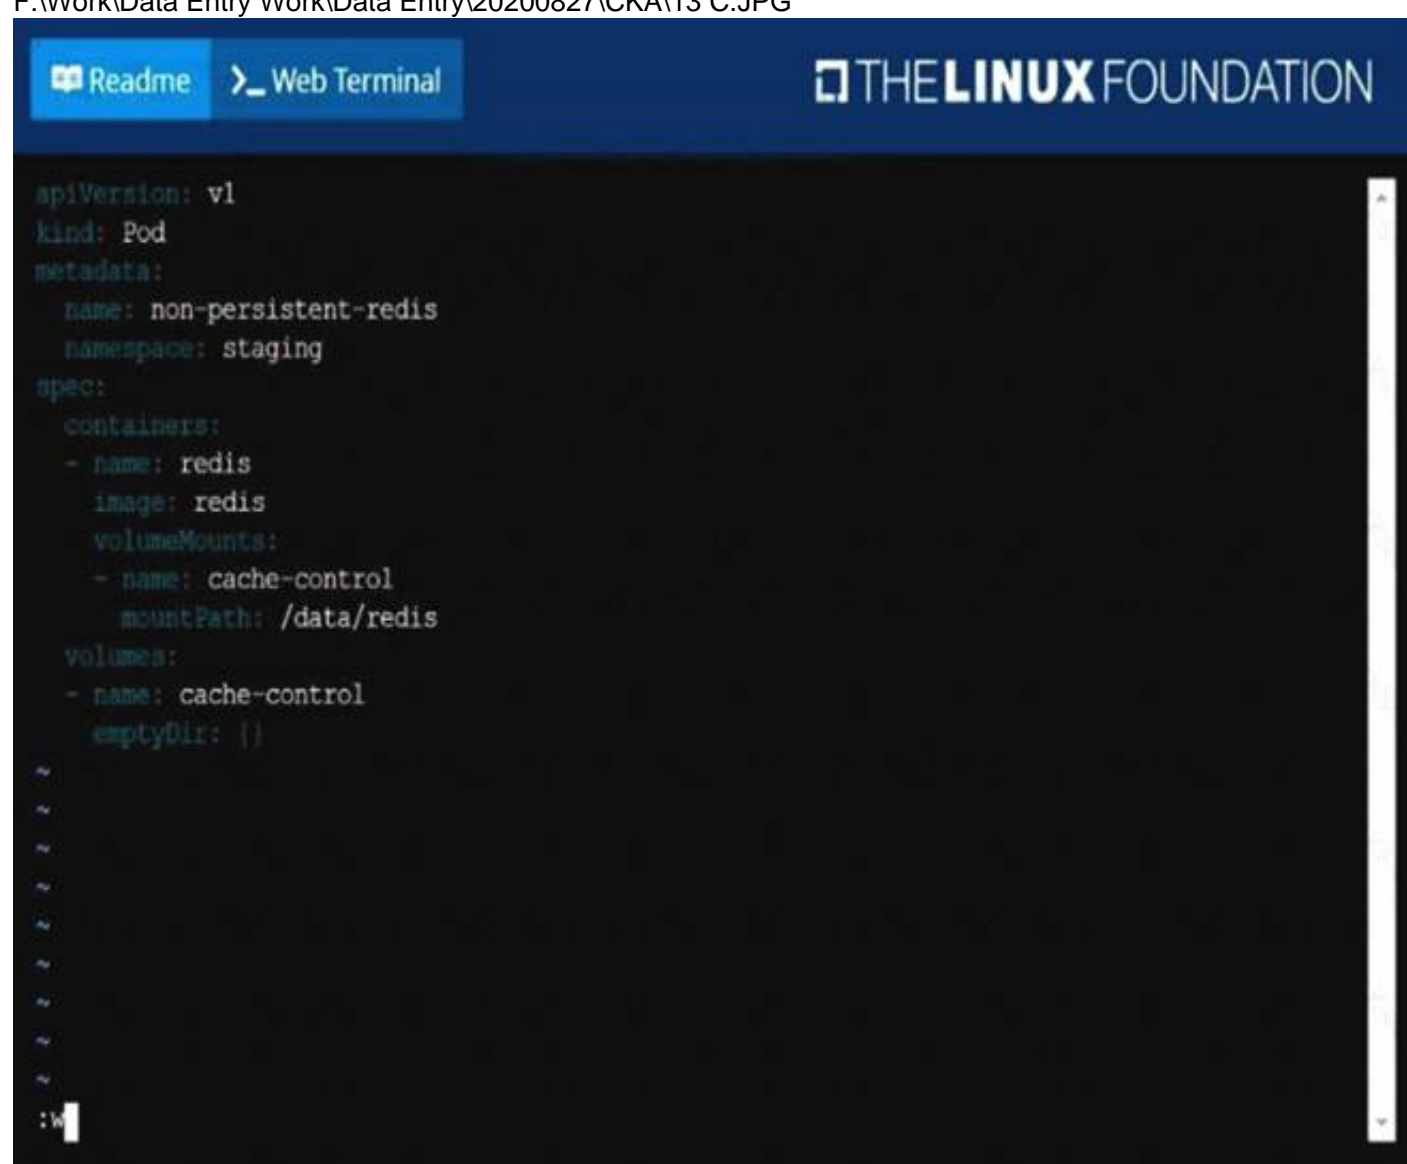 F:\Work\Data Entry Work\Data Entry\20200827\CKA\13 C.JPG
Readme >_ Web Terminal THE LINUX FOUNDATION
apiVersion: v1
kind: Pod
metadata:
  name: non-persistent-redis
  namespace: staging
spec:
  containers:
  - name: redis
    image: redis
    volumeMounts:
    - name: cache-control
      mountPath: /data/redis
  volumes:
  - name: cache-control
    emptyDir: {}
~
~
~
~
~
~
~
~
~
:w